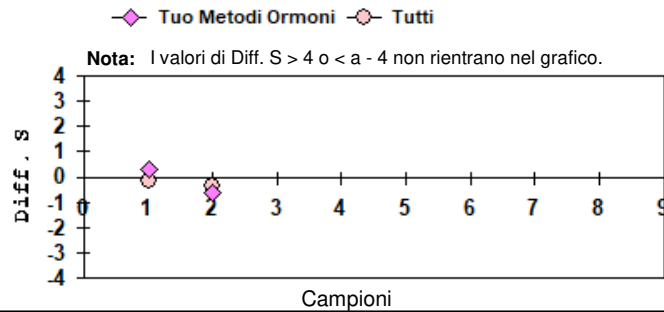 Tuo Metodi Ormoni Tutti
Nota: I valori di Diff. S > 4 o < a - 4 non rientrano nel grafico.
4
3
2
1
0
-1
-2
-3
-4
Diff. S
0 1 2 3 4 5 6 7 8 9
Campioni